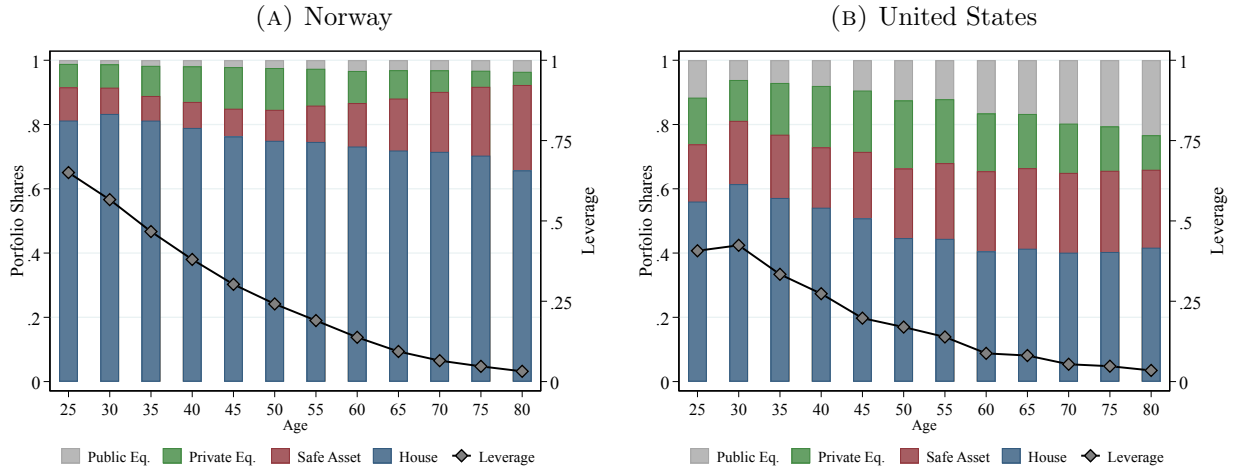 (A) Norway
1
.8
.6
.4
.2
0
Porfolio Shares
1
.75
.5
.25
0
Leverage
25 30 35 40 45 50 55 60 65 70 75 80
Age
Public Eq. Private Eq. Safe Asset House Leverage
(B) United States
1
.8
.6
.4
.2
0
Porfolio Shares
1
.75
.5
.25
0
Leverage
25 30 35 40 45 50 55 60 65 70 75 80
Age
Public Eq. Private Eq. Safe Asset House Leverage